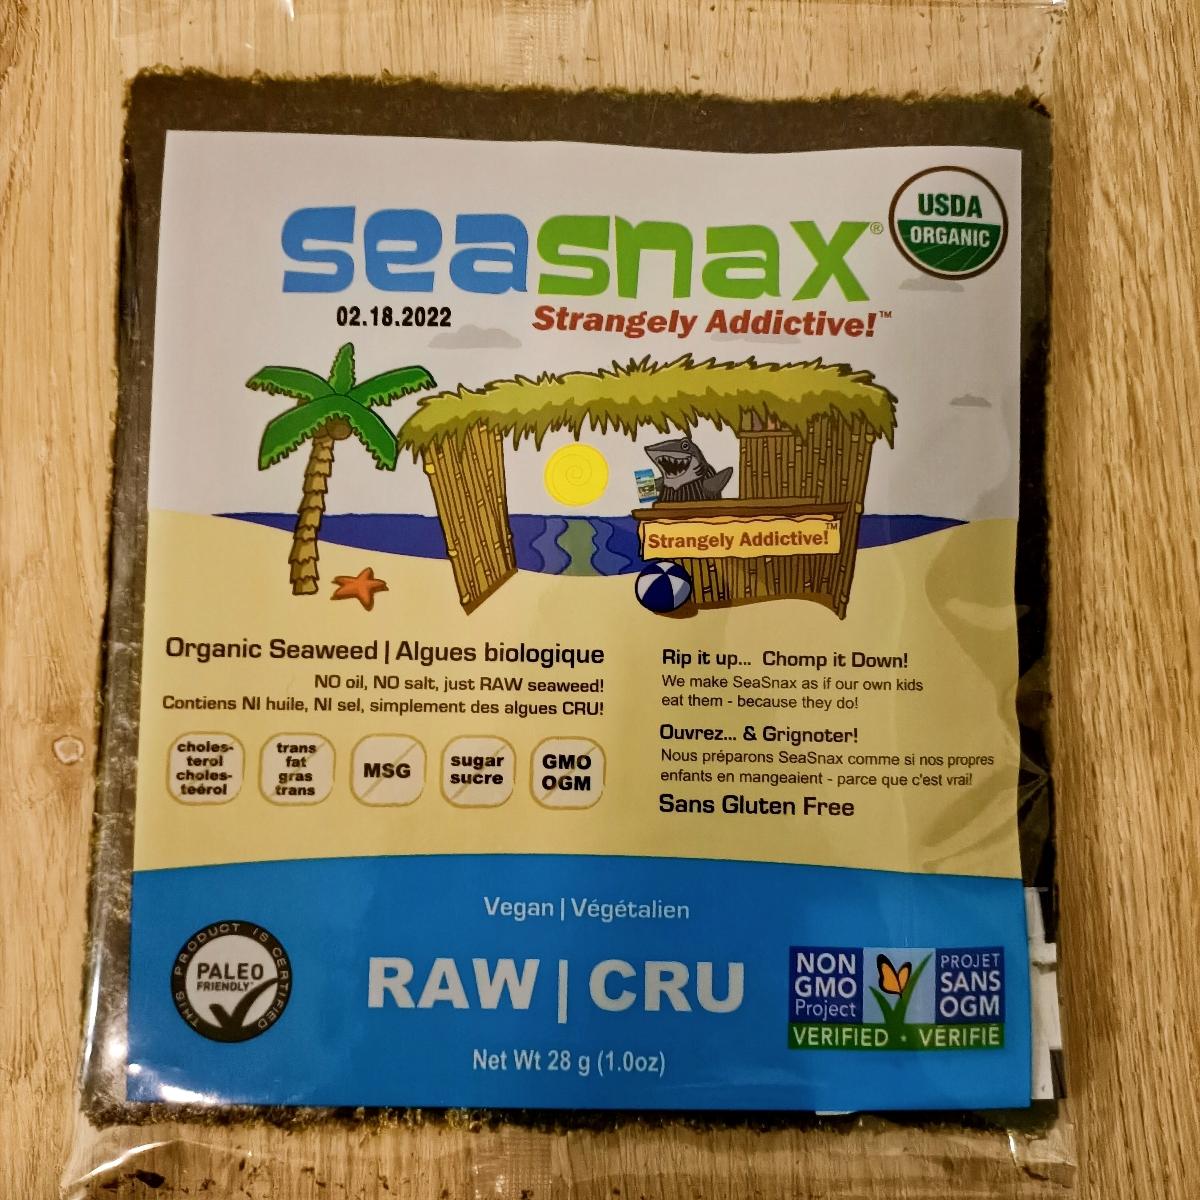 seasnax®
USDA
ORGANIC
02.18.2022
Strangely Addictive!™
Strangely Addictive!™
Organic Seaweed | Algues biologique
NO oil, NO salt, just RAW seaweed!
Contiens NI huile, NI sel, simplement des algues CRU!
choles-
terol
choles-
teérol
trans
fat
gras
trans
MSG
sugar
sucre
GMO
OGM
Rip it up... Chomp it Down!
We make SeaSnax as if our own kids
eat them - because they do!
Ouvrez... & Grignoter!
Nous préparons SeaSnax comme si nos propres
enfants en mangeaient - parce que c'est vrai!
Sans Gluten Free
Vegan | Végétalien
RAW | CRU
Net Wt 28 g (1.0oz)
THIS PRODUCT IS CERTIFIED
PALEO
FRIENDLY™
NON
GMO
Project
PROJET
SANS
OGM
VERIFIED • VÉRIFIÉ